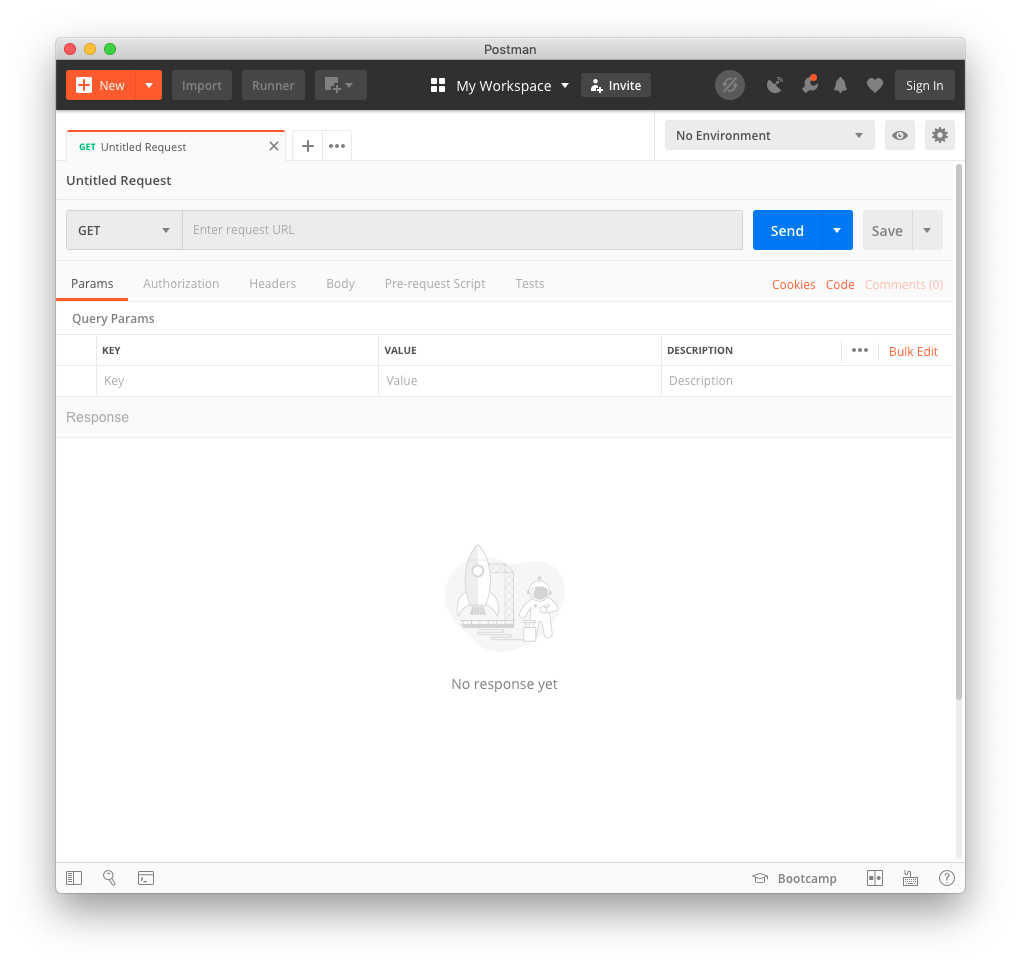 Postman
New Import Runner My Workspace Invite Sign In
GET Untitled Request No Environment
Untitled Request
GET Enter request URL Send Save
Params Authorization Headers Body Pre-request Script Tests Cookies Code Comments (0)
Query Params
KEY VALUE DESCRIPTION Bulk Edit
Key Value Description
Response
No response yet
Bootcamp